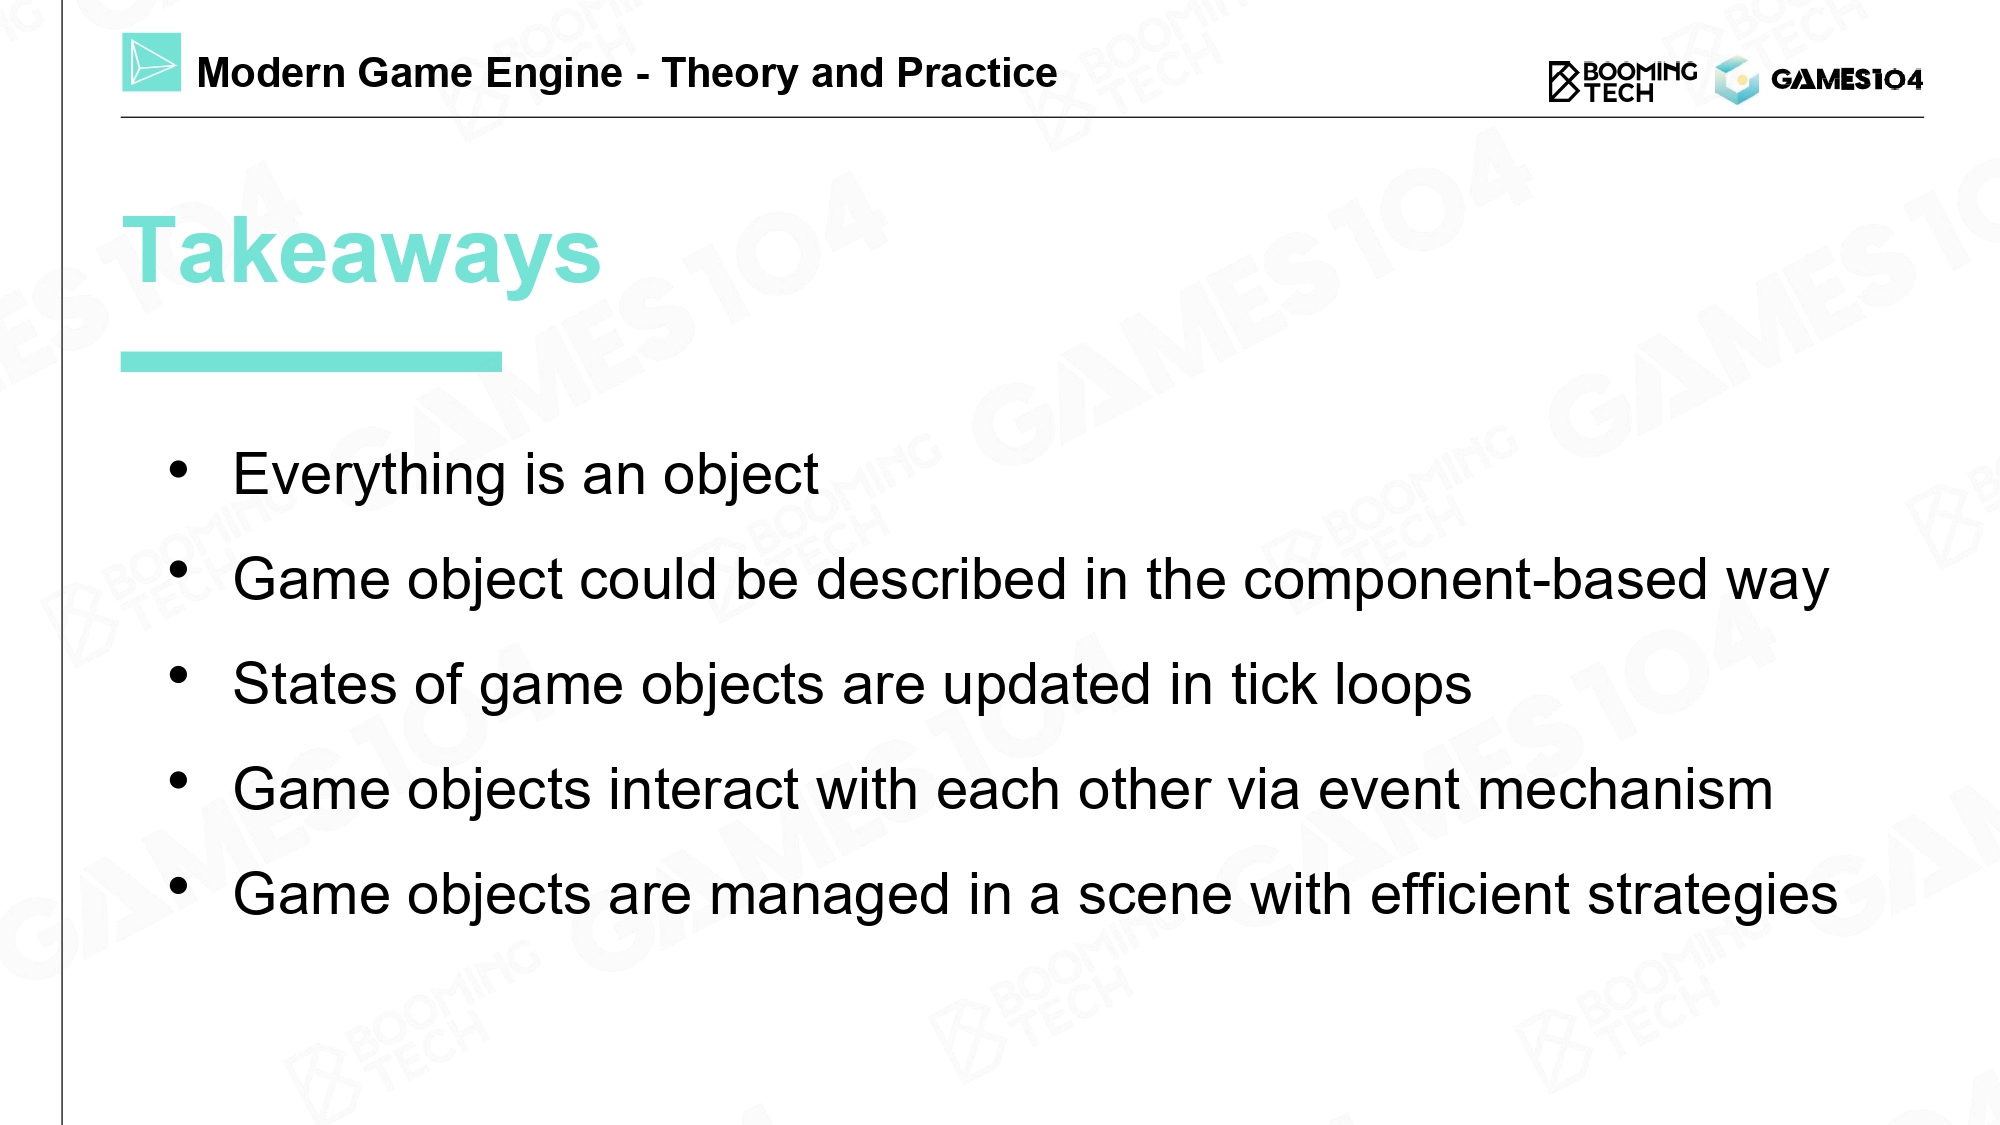 Modern Game Engine - Theory and Practice
BOOMING
TECH
GAMES104
Takeaways
• Everything is an object
• Game object could be described in the component-based way
• States of game objects are updated in tick loops
• Game objects interact with each other via event mechanism
• Game objects are managed in a scene with efficient strategies